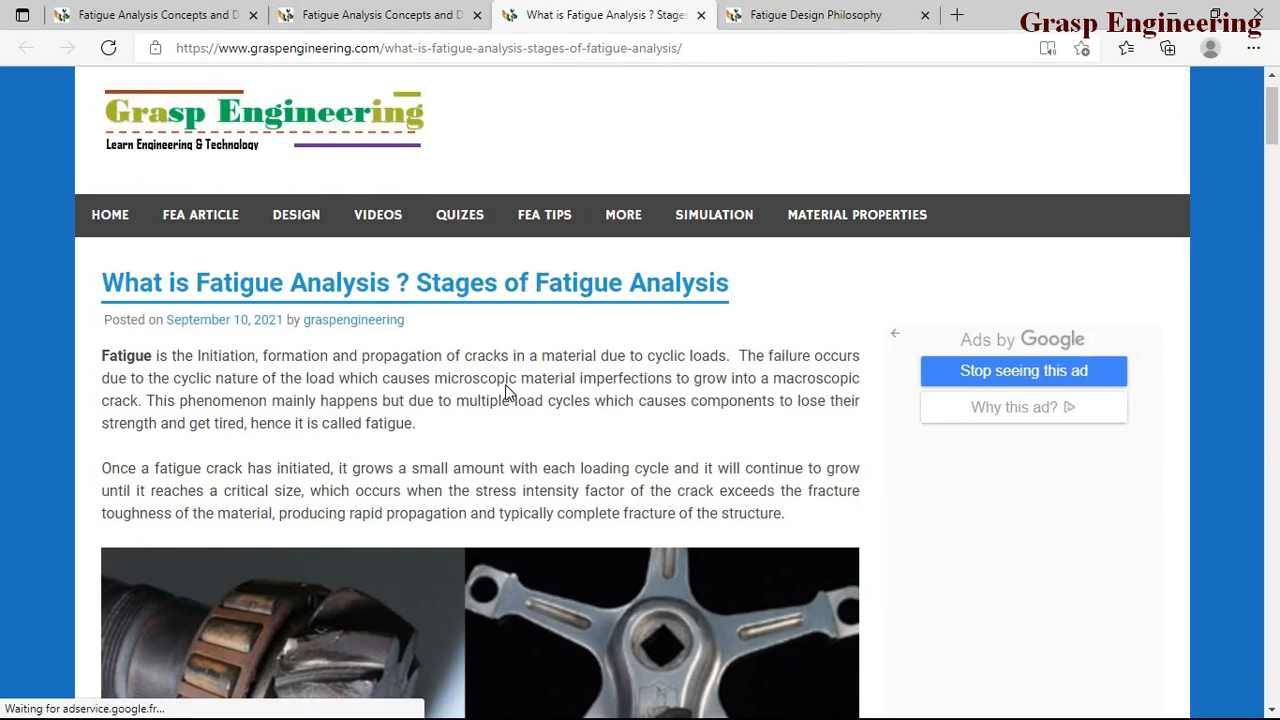 Fatigue Analysis Concepts and D
Fatigue Analysis Concepts and D
What is Fatigue Analysis ? Stages
Fatigue Design Philosophy
Grasp Engineering
https://www.graspengineering.com/what-is-fatigue-analysis-stages-of-fatigue-analysis/
Grasp Engineering
Learn Engineering & Technology
HOME
FEA ARTICLE
DESIGN
VIDEOS
QUIZES
FEA TIPS
MORE
SIMULATION
MATERIAL PROPERTIES
What is Fatigue Analysis ? Stages of Fatigue Analysis
Posted on September 10, 2021 by graspengineering
Fatigue is the Initiation, formation and propagation of cracks in a material due to cyclic loads. The failure occurs
due to the cyclic nature of the load which causes microscopic material imperfections to grow into a macroscopic
crack. This phenomenon mainly happens but due to multiple load cycles which causes components to lose their
strength and get tired, hence it is called fatigue.
Once a fatigue crack has initiated, it grows a small amount with each loading cycle and it will continue to grow
until it reaches a critical size, which occurs when the stress intensity factor of the crack exceeds the fracture
toughness of the material, producing rapid propagation and typically complete fracture of the structure.
Ads by Google
Stop seeing this ad
Why this ad?
Waiting for adservice.google.fr...